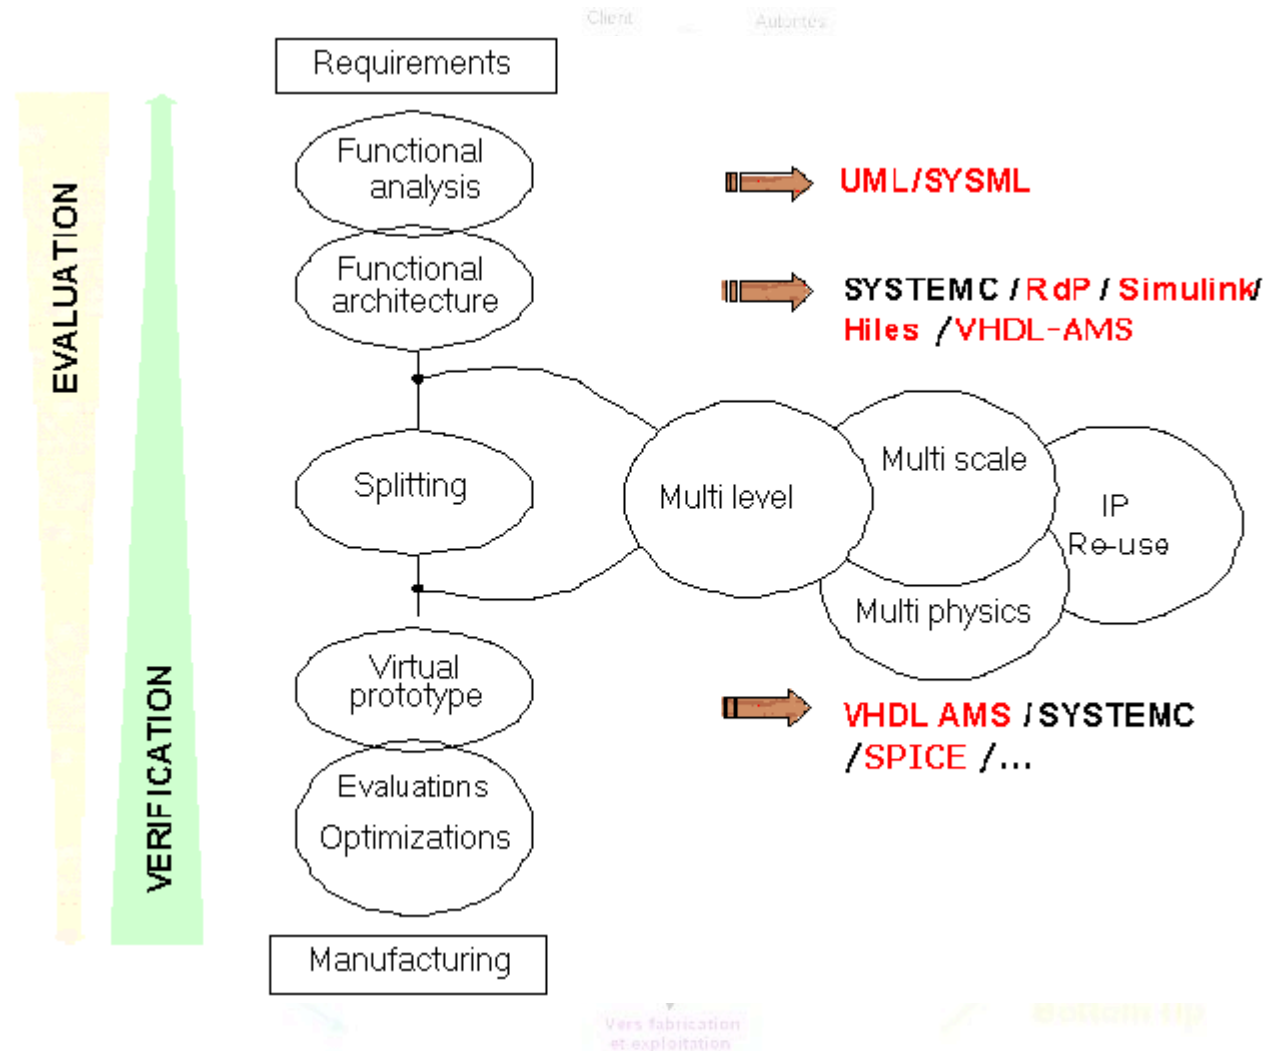 Client
Autorités
Requirements
Functional
analysis
UML/SYSML
Functional
architecture
SYSTEMC / RdP / Simulink/
Hiles /VHDL-AMS
EVALUATION
Splitting
Multi level
Multi scale
IP
Re-use
Multi physics
VERIFICATION
Virtual
prototype
VHDL AMS /SYSTEMC
/SPICE /...
Evaluations
Optimizations
Manufacturing
Vers fabrication
et exploitation
Bottom-up